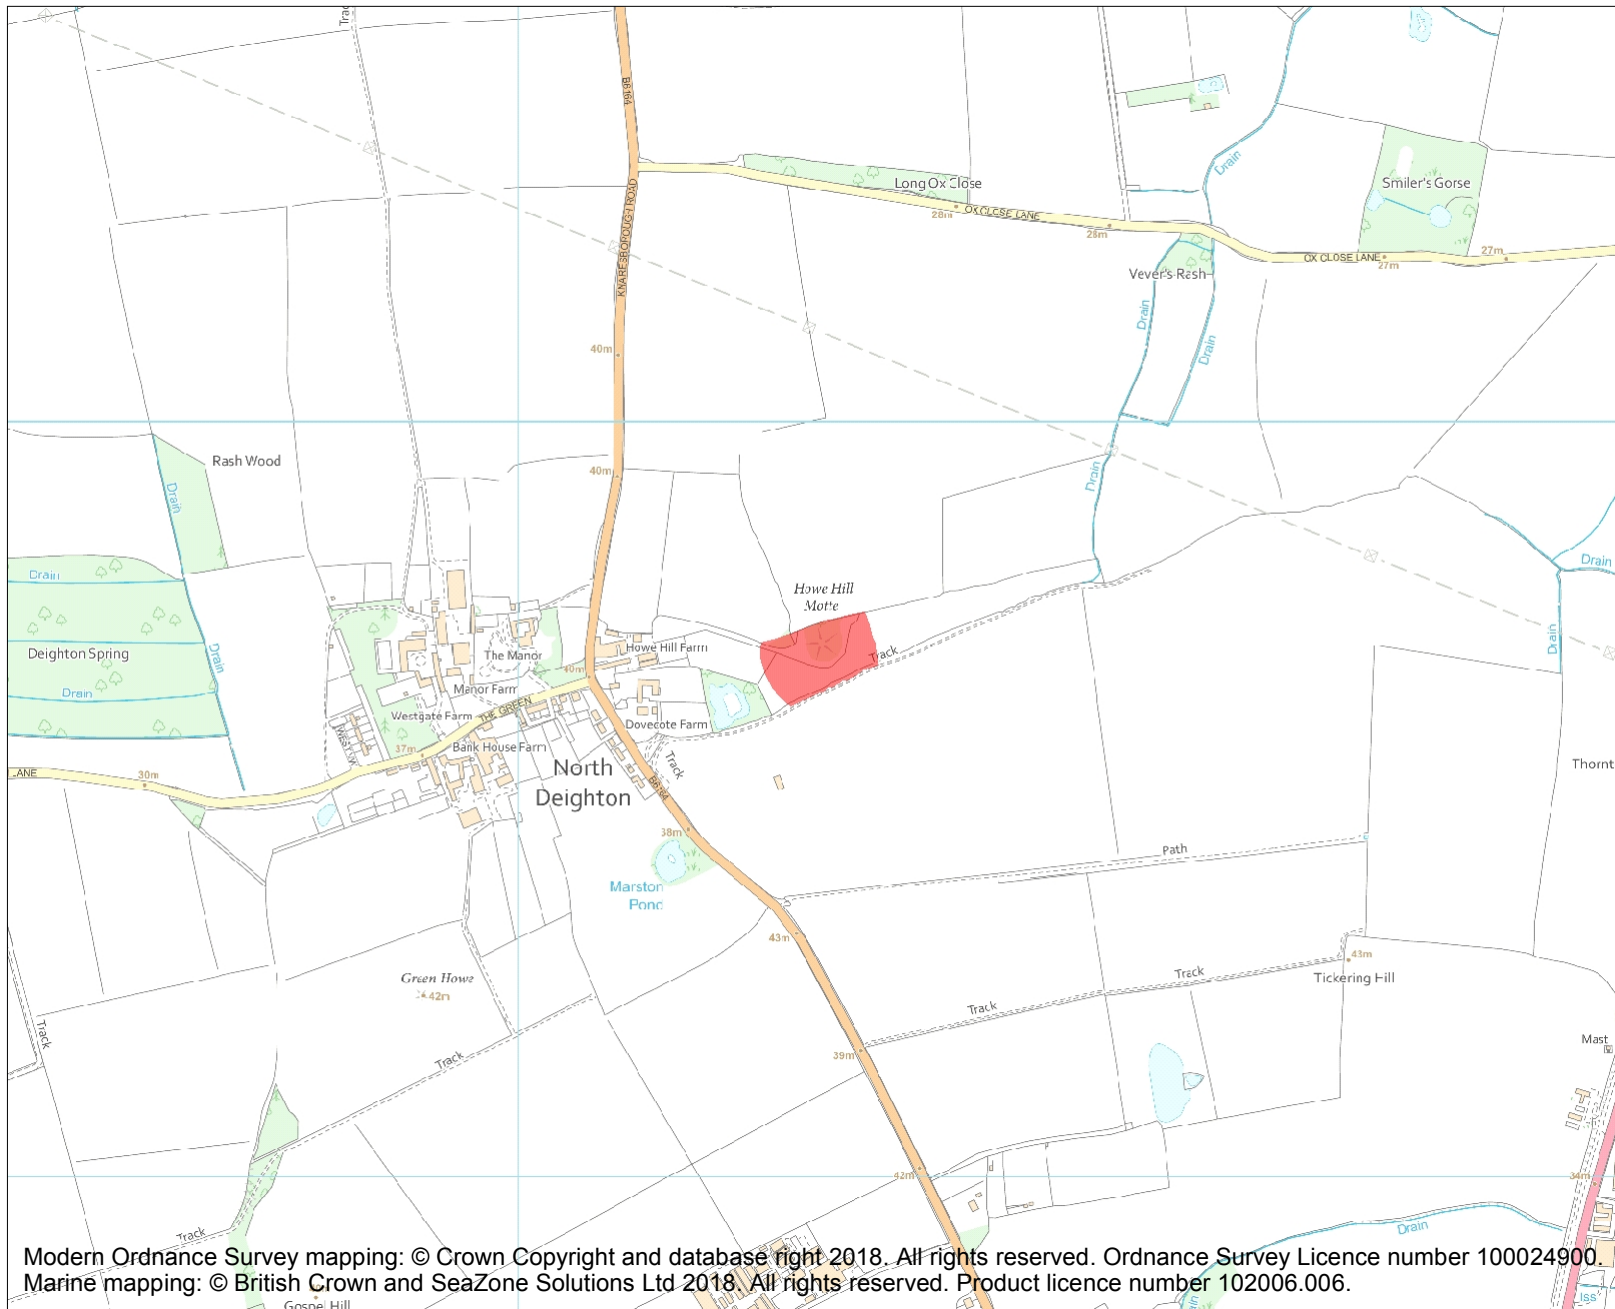 Trac
B6164
Drain
Long Ox Close
Smiler's Gorse
28m
OX CLOSE LANE
28m
KNARESBOROUGH ROAD
OX CLOSE LANE
27m
27m
Vever's Rash
Drain
Drain
40m
Rash Wood
40m
Drain
Drain
Drain
Drain
Howe Hill
Motte
Drain
Deighton Spring
Drain
The Manor
Howe Hill Farm
Track
Drain
40m
Manor Farm
Drain
Westgate Farm
THE GREEN
Dovecote Farm
37m
Bank House Farm
Track
LANE
30m
North
Deighton
B6164
Thornt
38m
Path
Marston
Pond
43m
43m
Green Howe
42m
Track
Tickering Hill
Track
Track
Track
39m
Mast
42m
34m
Track
Drain
Modern Ordnance Survey mapping: © Crown Copyright and database right 2018. All rights reserved. Ordnance Survey Licence number 100024900.
Marine mapping: © British Crown and SeaZone Solutions Ltd 2018. All rights reserved. Product licence number 102006.006.
Gospel Hill
ain
Iss